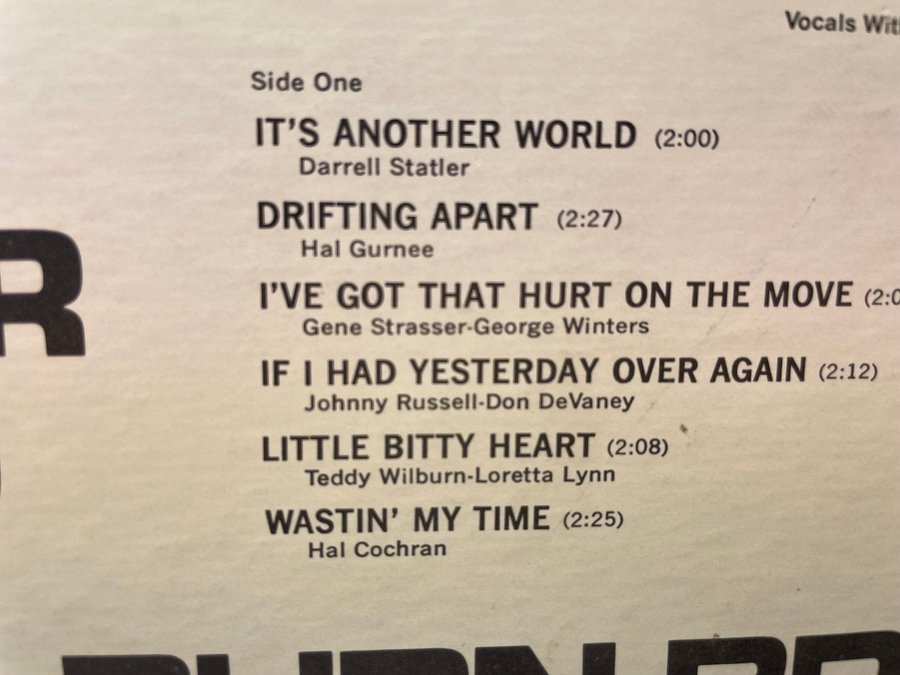 Vocals
Side One
IT'S ANOTHER WORLD (2:00)
Darrell Statler
DRIFTING APART (2:27)
Hal Gurnee
I'VE GOT THAT HURT ON THE MOVE
Gene Strasser-George Winters
IF I HAD YESTERDAY OVER AGAIN (2:12)
Johnny Russell-Don DeVaney
LITTLE BITTY HEART (2:08)
Teddy Wilburn-Loretta Lynn
WASTIN' MY TIME (2:25)
Hal Cochran